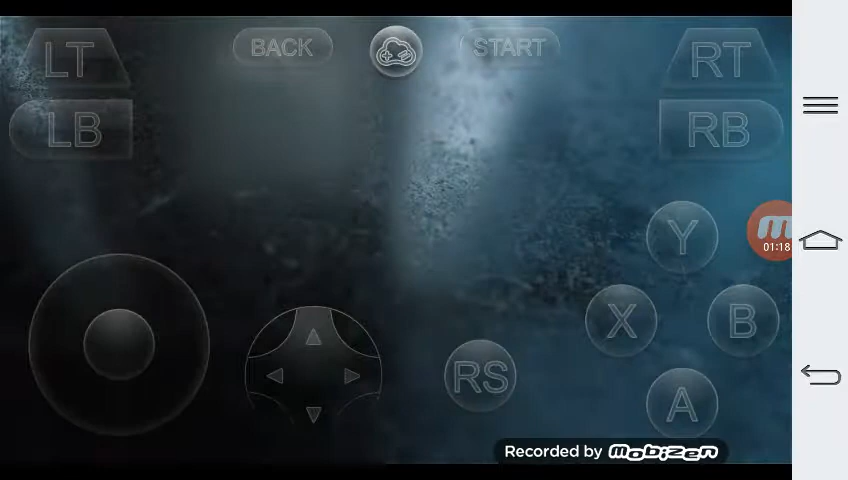 LT
BACK
START
RT
LB
RB
Y
m
01:18
X
B
RS
A
Recorded by mobizen